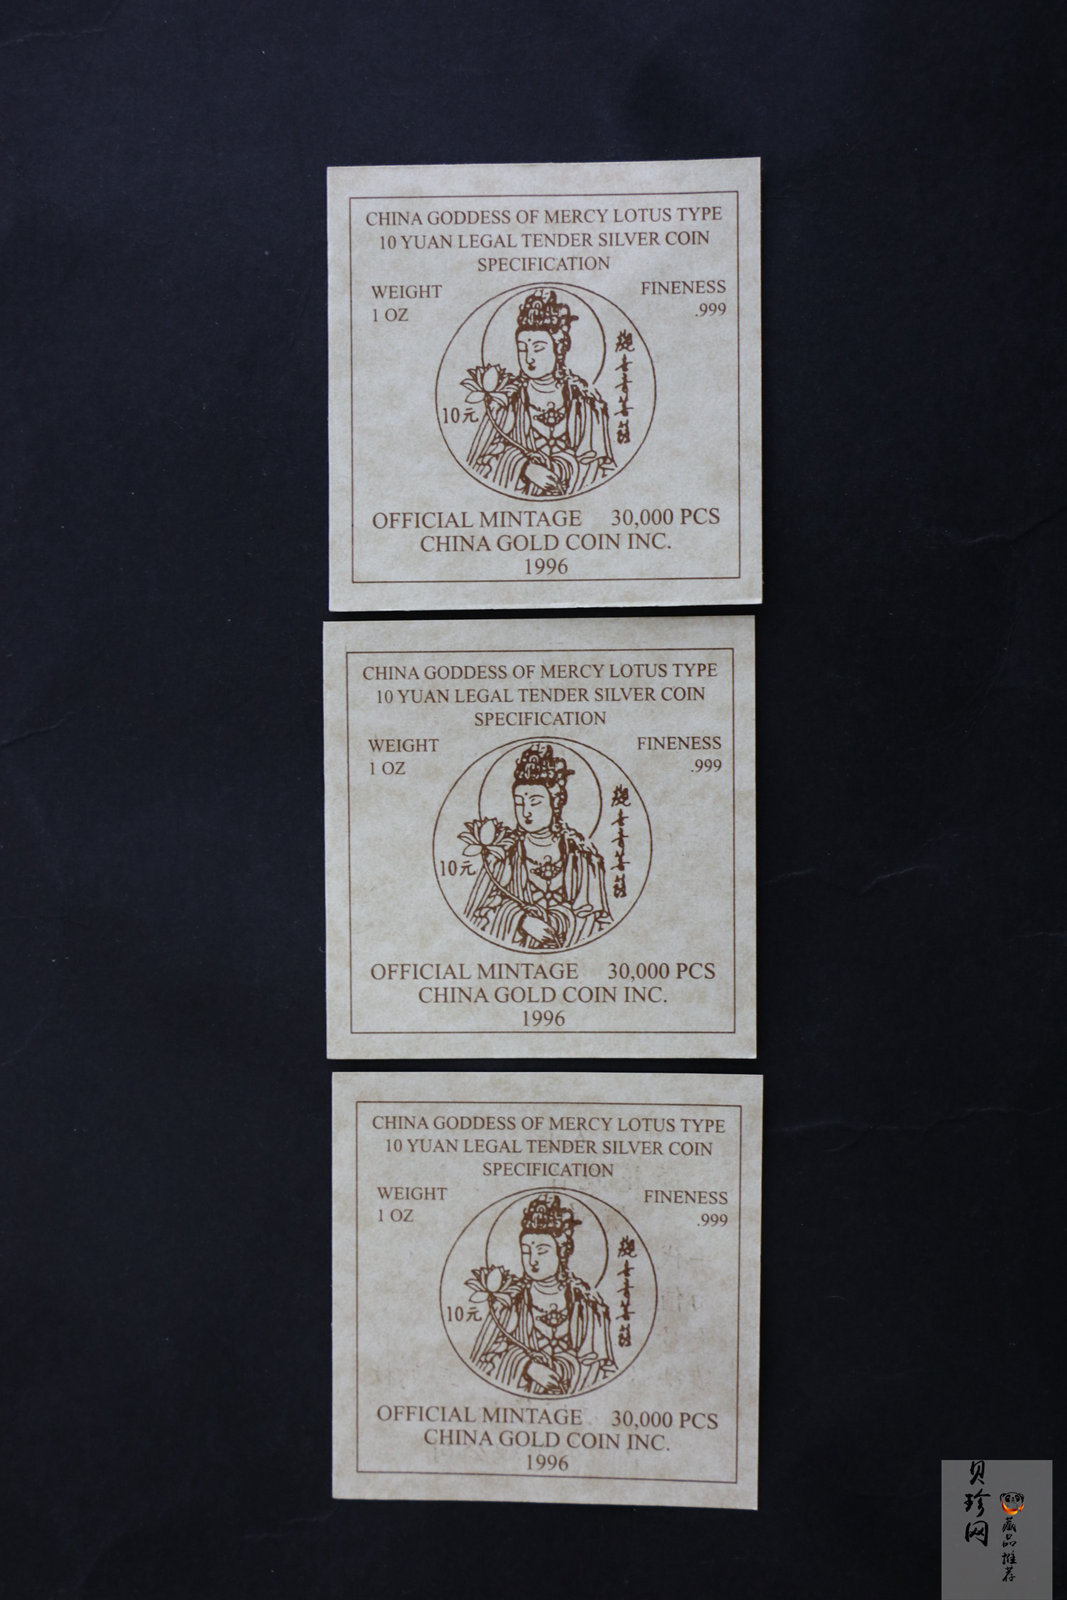 CHINA GODDESS OF MERCY LOTUS TYPE
10 YUAN LEGAL TENDER SILVER COIN
SPECIFICATION
WEIGHT FINENESS
1 OZ .999
觀世音菩薩
10元
OFFICIAL MINTAGE 30,000 PCS
CHINA GOLD COIN INC.
1996
CHINA GODDESS OF MERCY LOTUS TYPE
10 YUAN LEGAL TENDER SILVER COIN
SPECIFICATION
WEIGHT FINENESS
1 OZ .999
觀世音菩薩
10元
OFFICIAL MINTAGE 30,000 PCS
CHINA GOLD COIN INC.
1996
CHINA GODDESS OF MERCY LOTUS TYPE
10 YUAN LEGAL TENDER SILVER COIN
SPECIFICATION
WEIGHT FINENESS
1 OZ .999
觀世音菩薩
10元
OFFICIAL MINTAGE 30,000 PCS
CHINA GOLD COIN INC.
1996
贝珍网
藏品推荐